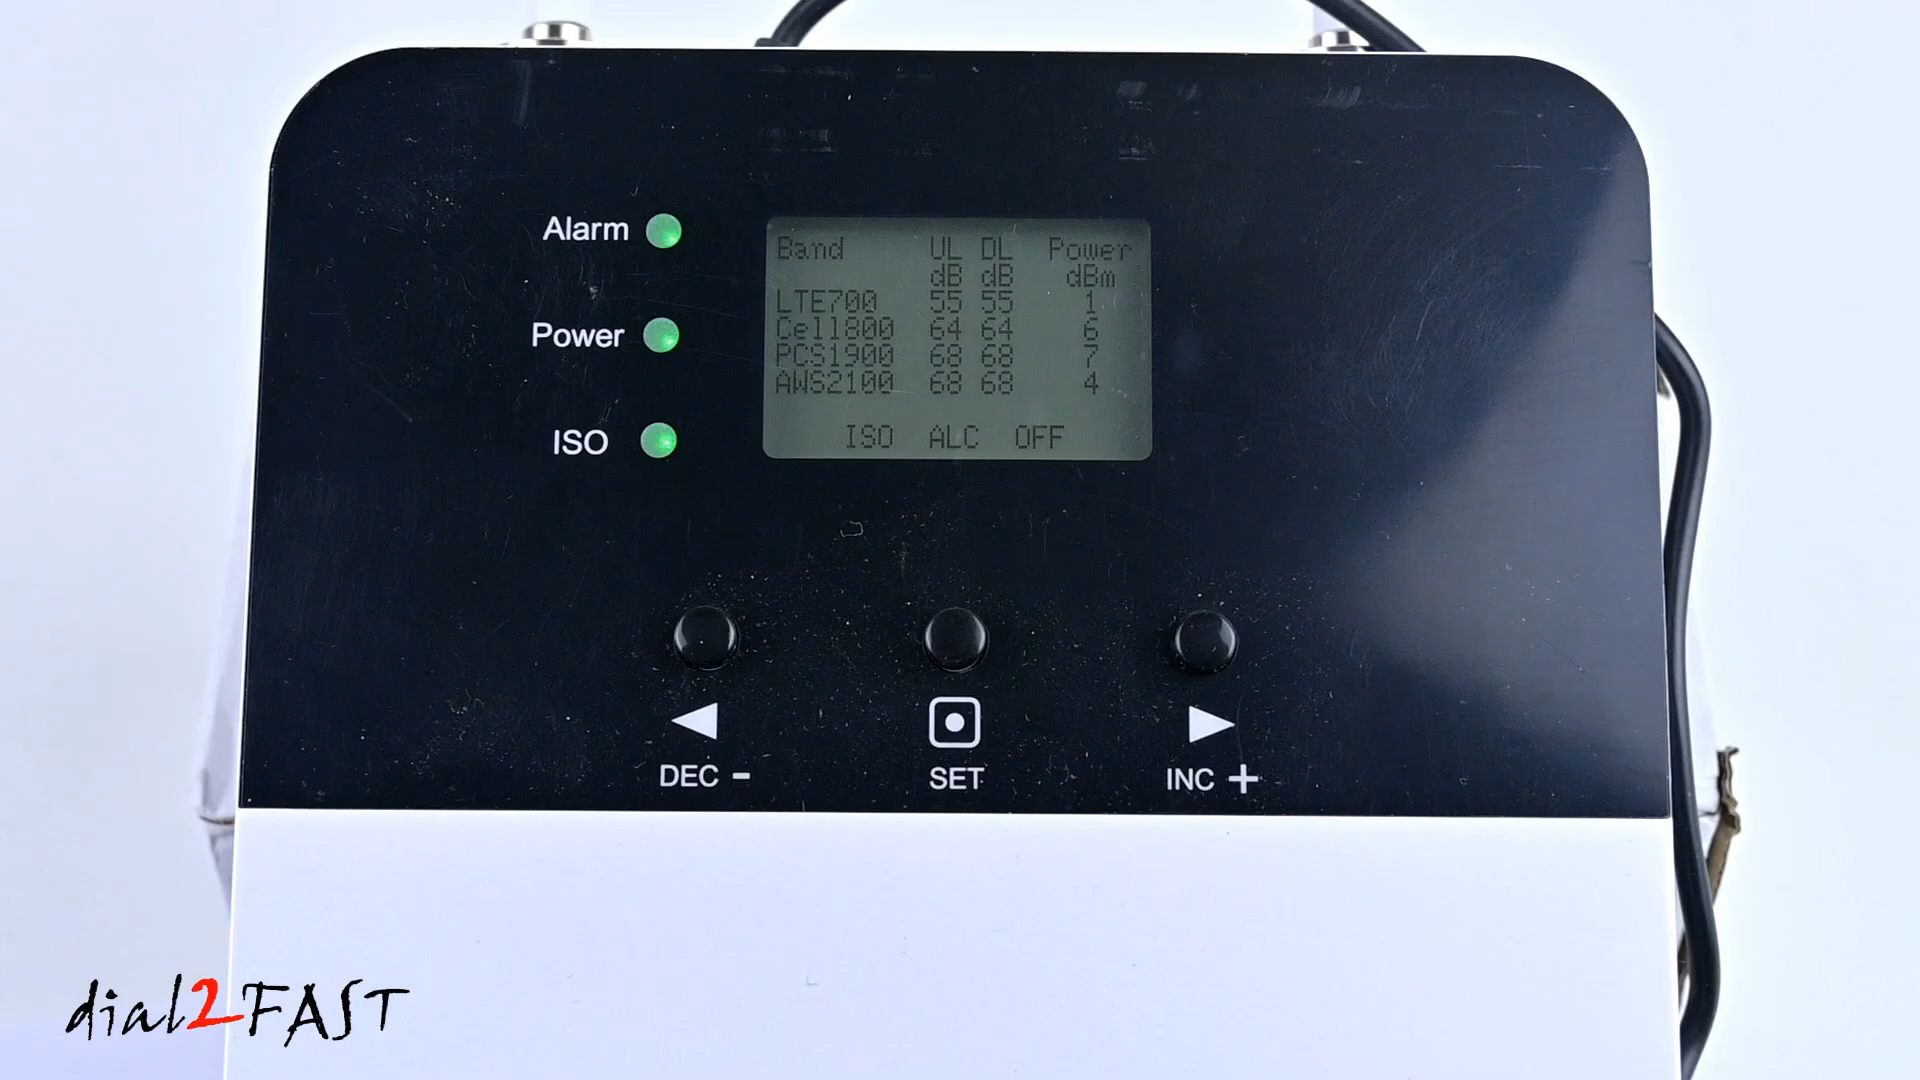 Alarm
Power
ISO
Band UL DL Power
dB dB dBm
LTE700 55 55 1
Cell800 64 64 6
PCS1900 68 68 7
AWS2100 68 68 4
ISO ALC OFF
DEC -
SET
INC +
dial2FAST